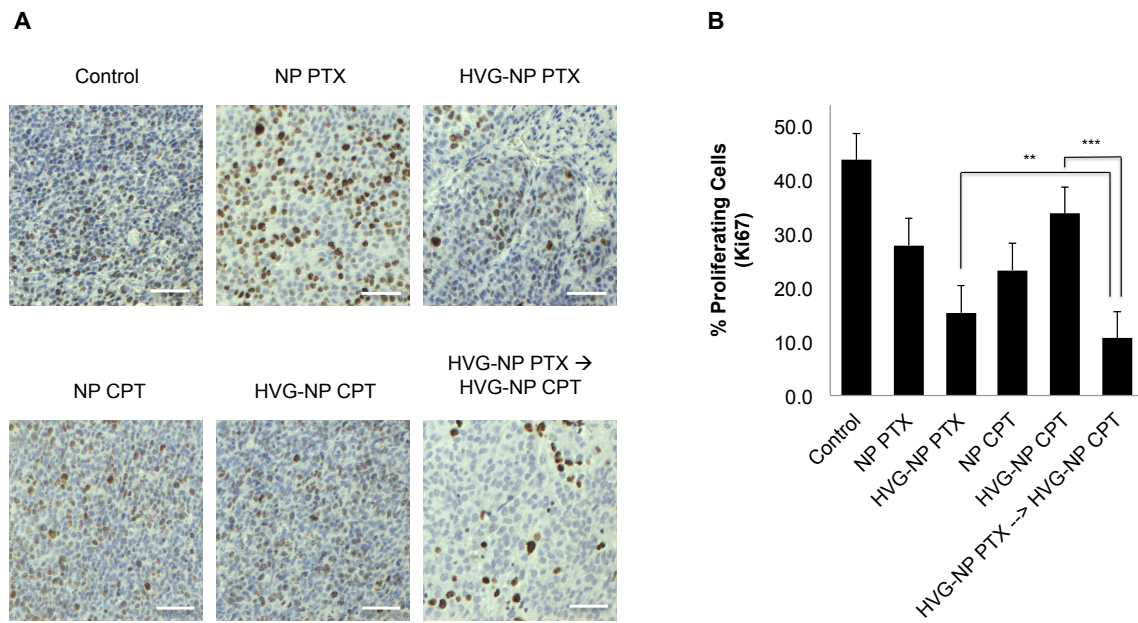 A
Control
NP PTX
HVG-NP PTX
NP CPT
HVG-NP CPT
HVG-NP PTX →
HVG-NP CPT
B
% Proliferating Cells
(Ki67)
50.0
40.0
30.0
20.0
10.0
0.0
**
***
Control
NP PTX
HVG-NP PTX
NP CPT
HVG-NP CPT
HVG-NP PTX --> HVG-NP CPT